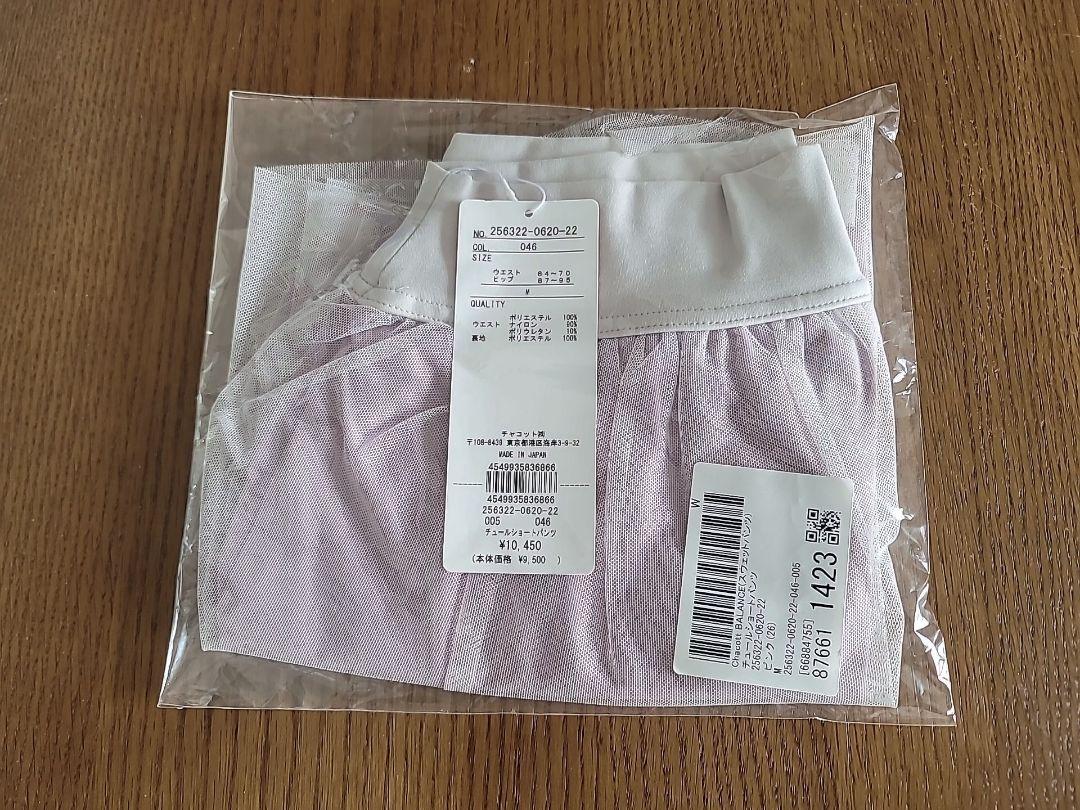 NO. 256322-0620-22
COL. 046
SIZE
ウエスト 64~70
ヒップ 87~95
M
QUALITY
ポリエステル 100%
ウエスト ナイロン 90%
ポリウレタン 10%
裏地 ポリエステル 100%
チャコット㈱
〒108-8439 東京都港区海岸3-9-32
MADE IN JAPAN
4549935836866
4549935836866
256322-0620-22
005 046
チュールショートパンツ
¥10,450
(本体価格 ¥9,500 )
W
Chacott BALANCE(スウェットパンツ)
チュールショートパンツ
256322-0620-22
ピンク(26)
M
256322-0620-22-046-005
[66884755]
87661 1423